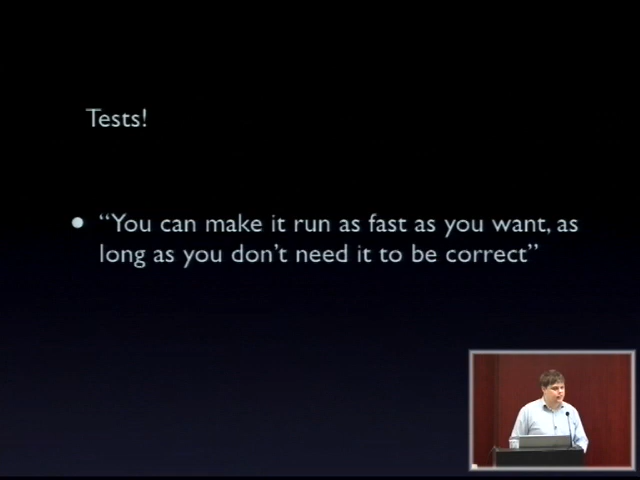 Tests!
• “You can make it run as fast as you want, as
long as you don’t need it to be correct”